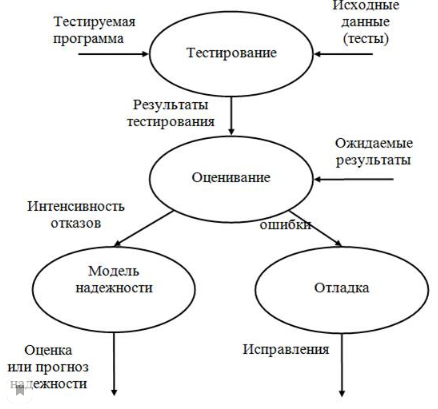 Тестируемая
программа
Исходные
данные
(тесты)
Тестирование
Результаты
тестирования
Ожидаемые
результаты
Оценивание
Интенсивность
отказов
ошибки
Модель
надежности
Отладка
Оценка
или прогноз
надежности
Исправления